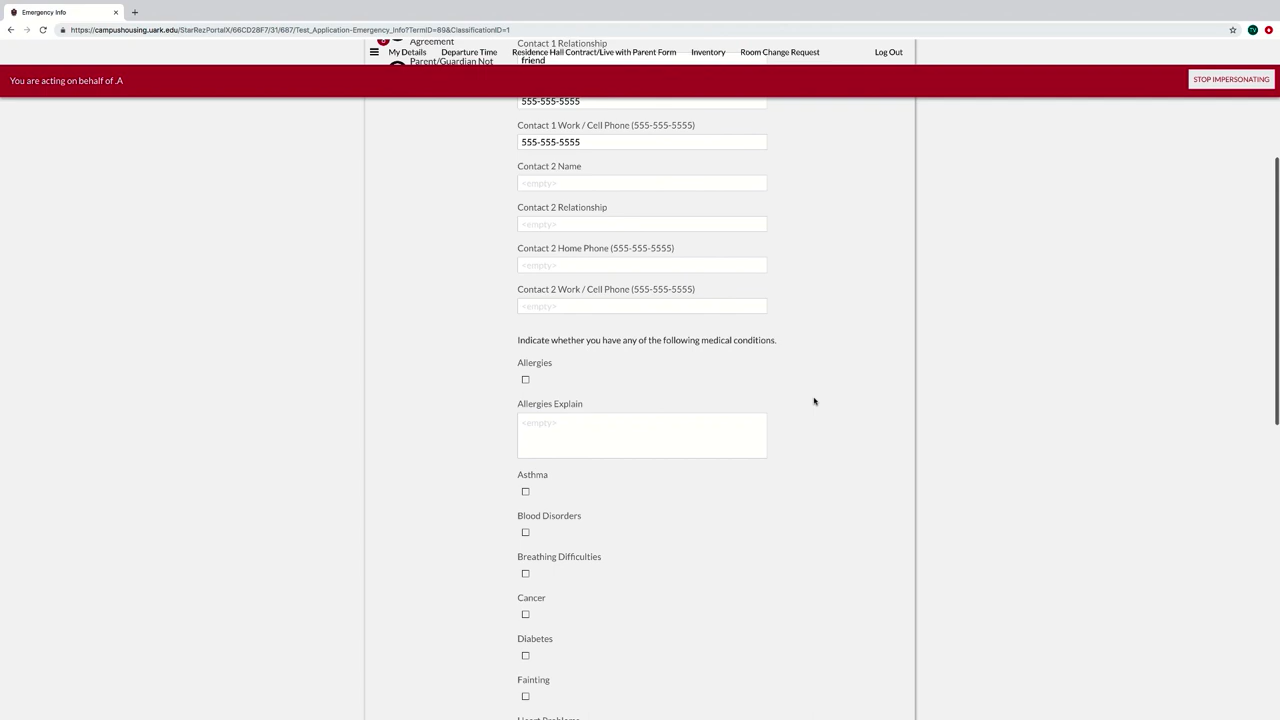 Emergency Info
https://campushousing.uark.edu/StarRezPortalX/66CD28F7/31/687/Test_Application-Emergency_Info?TermID=89&ClassificationID=1
Agreement
Contact 1 Relationship
My Details
Departure Time
Residence Hall Contract/Live with Parent Form
Inventory
Room Change Request
Log Out
Parent/Guardian Not
friend
You are acting on behalf of .A
STOP IMPERSONATING
555-555-5555
Contact 1 Work / Cell Phone (555-555-5555)
555-555-5555
Contact 2 Name
<empty>
Contact 2 Relationship
<empty>
Contact 2 Home Phone (555-555-5555)
<empty>
Contact 2 Work / Cell Phone (555-555-5555)
<empty>
Indicate whether you have any of the following medical conditions.
Allergies
Allergies Explain
<empty>
Asthma
Blood Disorders
Breathing Difficulties
Cancer
Diabetes
Fainting